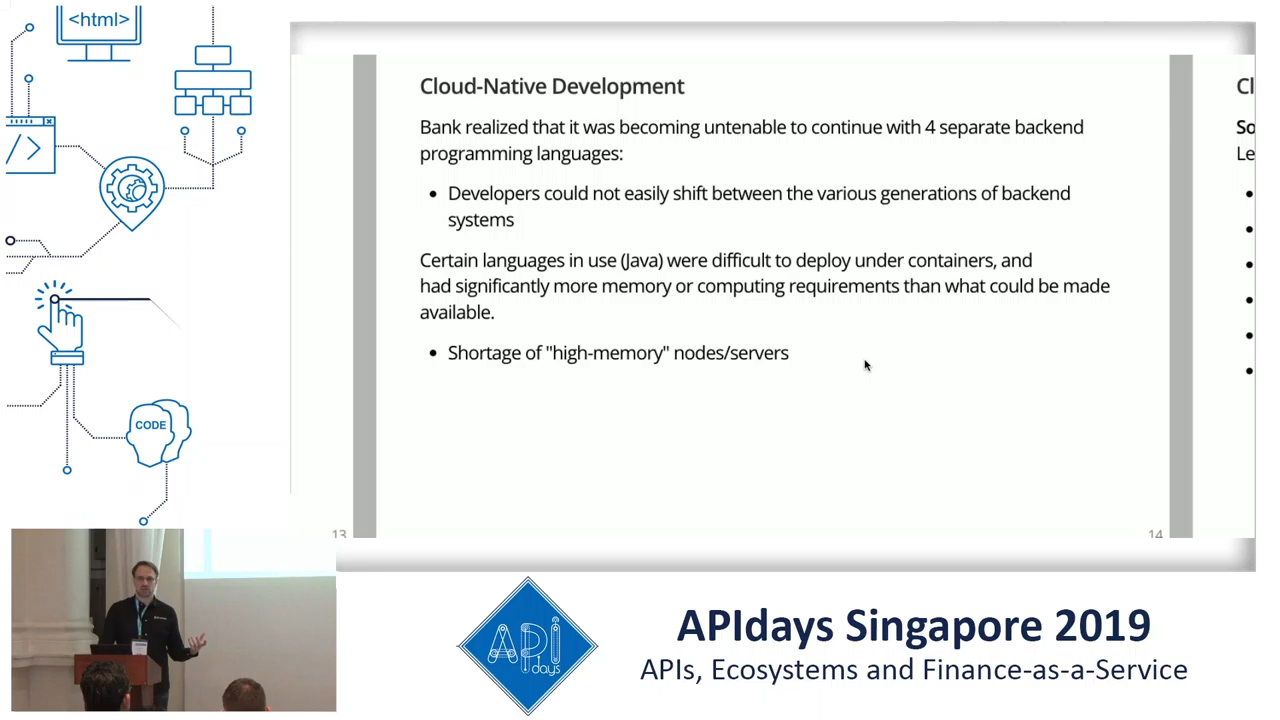 <html>
</>
CODE
Cloud-Native Development
Bank realized that it was becoming untenable to continue with 4 separate backend
programming languages:
• Developers could not easily shift between the various generations of backend
systems
Certain languages in use (Java) were difficult to deploy under containers, and
had significantly more memory or computing requirements than what could be made
available.
• Shortage of "high-memory" nodes/servers
13
14
Cl
So
Le
API
days
APIdays Singapore 2019
APIs, Ecosystems and Finance-as-a-Service